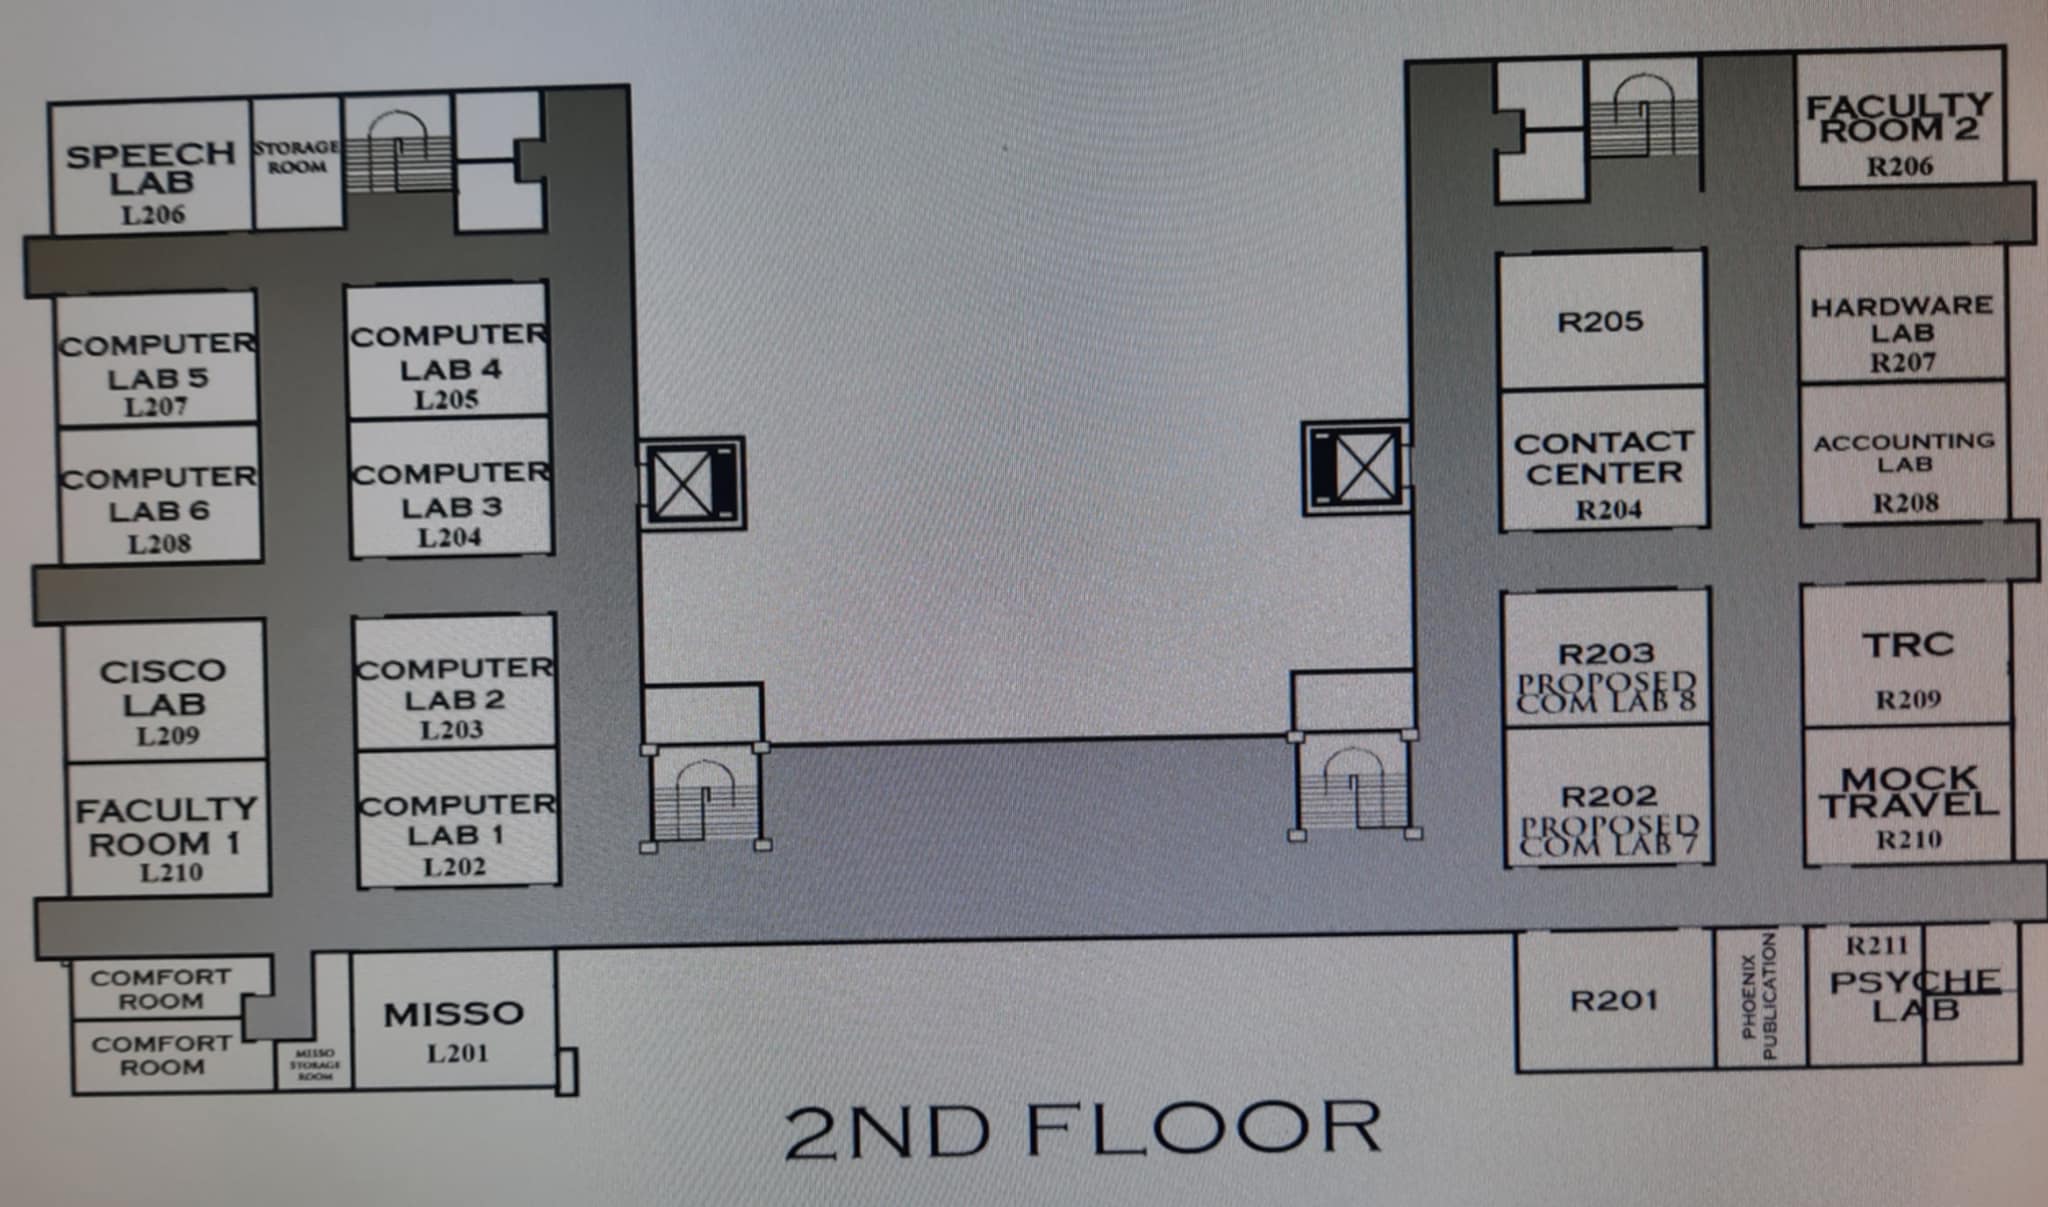 SPEECH
LAB
L206
STORAGE
ROOM
COMPUTER
LAB 5
L207
COMPUTER
LAB 4
L205
COMPUTER
LAB 6
L208
COMPUTER
LAB 3
L204
CISCO
LAB
L209
COMPUTER
LAB 2
L203
FACULTY
ROOM 1
L210
COMPUTER
LAB 1
L202
COMFORT
ROOM
COMFORT
ROOM
MISSO
STORAGE
ROOM
MISSO
L201
FACULTY
ROOM 2
R206
R205
HARDWARE
LAB
R207
CONTACT
CENTER
R204
ACCOUNTING
LAB
R208
R203
PROPOSED
COM LAB 8
TRC
R209
R202
PROPOSED
COM LAB 7
MOCK
TRAVEL
R210
R201
PHOENIX
PUBLICATION
R211
PSYCHE
LAB
2ND FLOOR